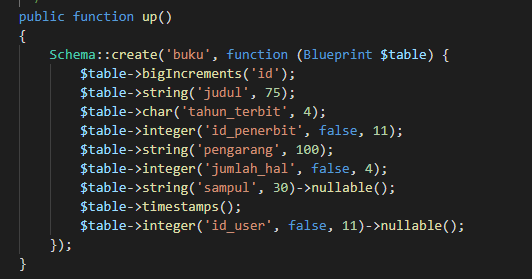 public function up()
{
    Schema::create('buku', function (Blueprint $table) {
        $table->bigIncrements('id');
        $table->string('judul', 75);
        $table->char('tahun_terbit', 4);
        $table->integer('id_penerbit', false, 11);
        $table->string('pengarang', 100);
        $table->integer('jumlah_hal', false, 4);
        $table->string('sampul', 30)->nullable();
        $table->timestamps();
        $table->integer('id_user', false, 11)->nullable();
    });
}